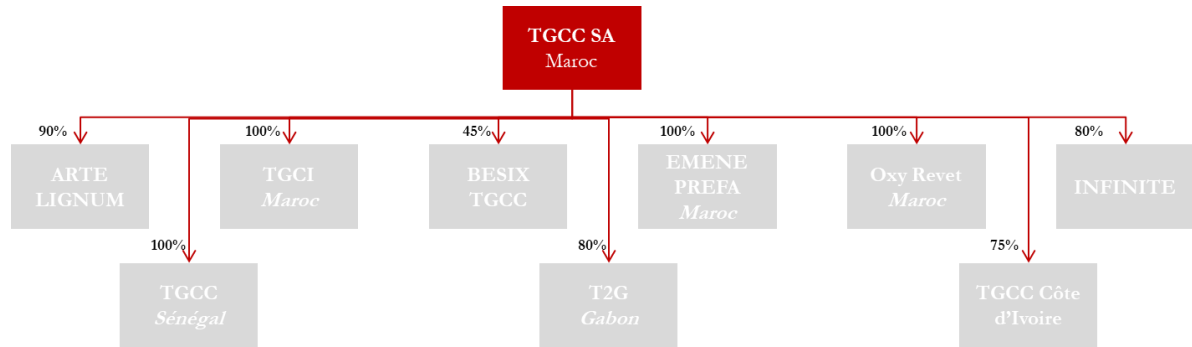 TGCC SA
Maroc
90%
100%
45%
100%
100%
80%
ARTE
LIGNUM
TGCI
Maroc
BESIX
TGCC
EMENE
PREFA
Maroc
Oxy Revet
Maroc
INFINITE
100%
80%
75%
TGCC
Sénégal
T2G
Gabon
TGCC Côte
d'Ivoire